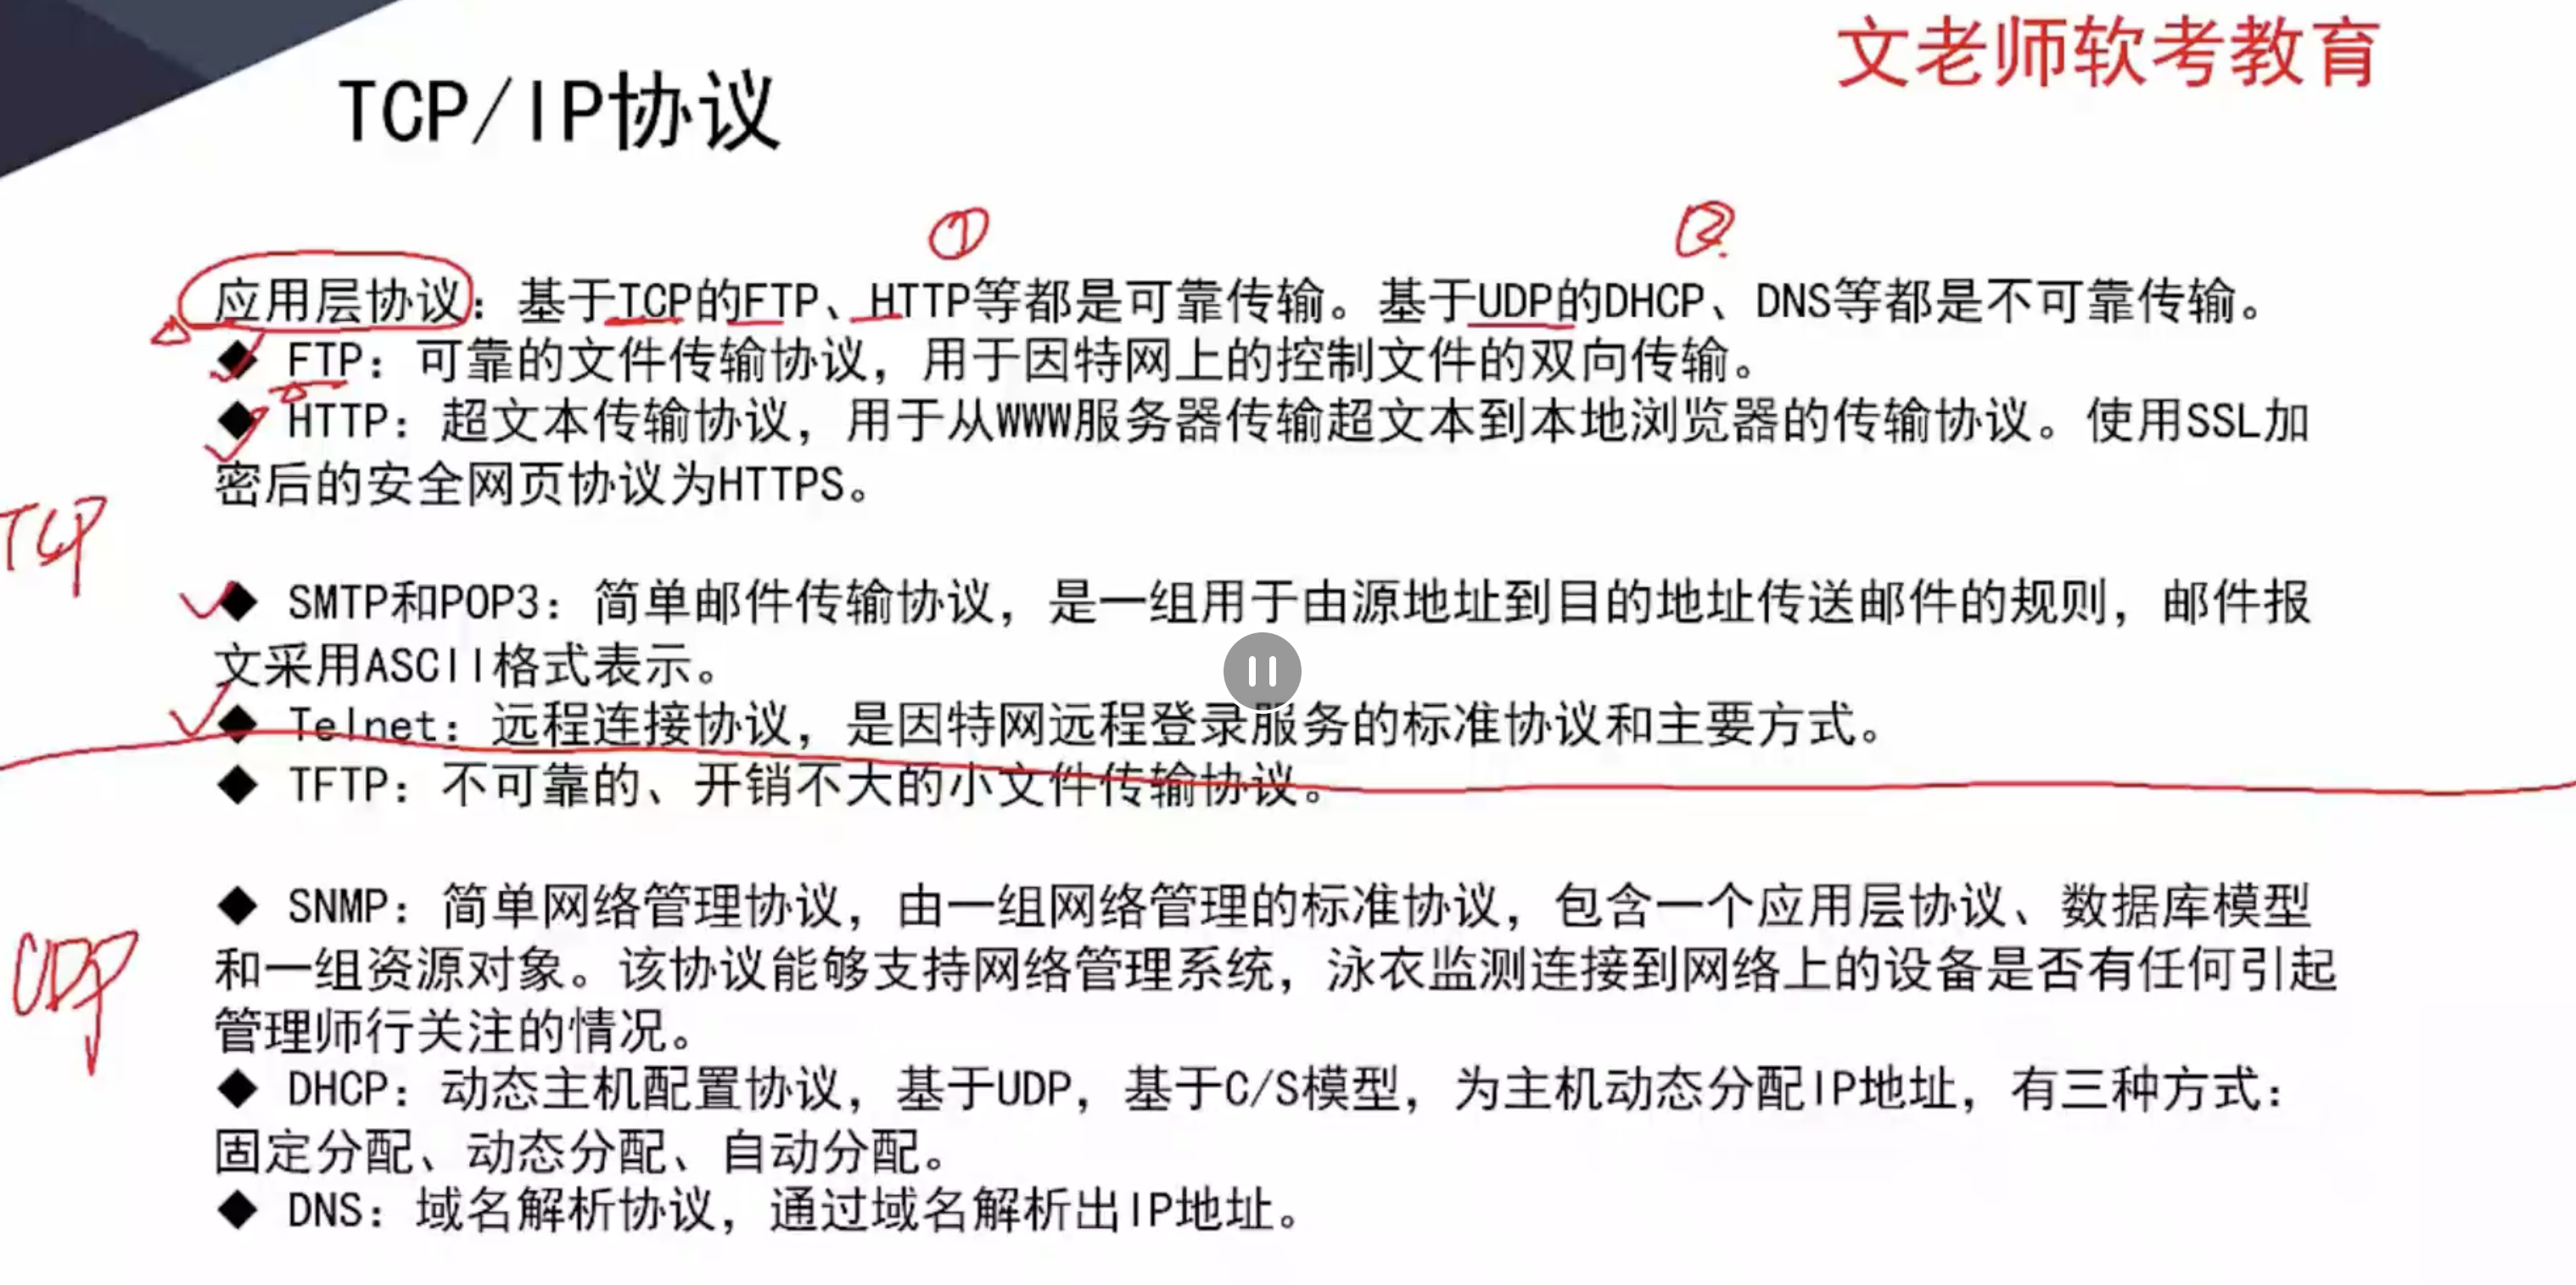 文老师软考教育
TCP/IP协议
①
②
应用层协议：基于TCP的FTP、HTTP等都是可靠传输。基于UDP的DHCP、DNS等都是不可靠传输。
◆ FTP：可靠的文件传输协议，用于因特网上的控制文件的双向传输。
◆ HTTP：超文本传输协议，用于从WWW服务器传输超文本到本地浏览器的传输协议。使用SSL加
密后的安全网页协议为HTTPS。
TCP
◆ SMTP和POP3：简单邮件传输协议，是一组用于由源地址到目的地址传送邮件的规则，邮件报
文采用ASCII格式表示。
◆ Telnet：远程连接协议，是因特网远程登录服务的标准协议和主要方式。
◆ TFTP：不可靠的、开销不大的小文件传输协议。
◆ SNMP：简单网络管理协议，由一组网络管理的标准协议，包含一个应用层协议、数据库模型
和一组资源对象。该协议能够支持网络管理系统，泳衣监测连接到网络上的设备是否有任何引起
管理师行关注的情况。
UDP
◆ DHCP：动态主机配置协议，基于UDP，基于C/S模型，为主机动态分配IP地址，有三种方式：
固定分配、动态分配、自动分配。
◆ DNS：域名解析协议，通过域名解析出IP地址。